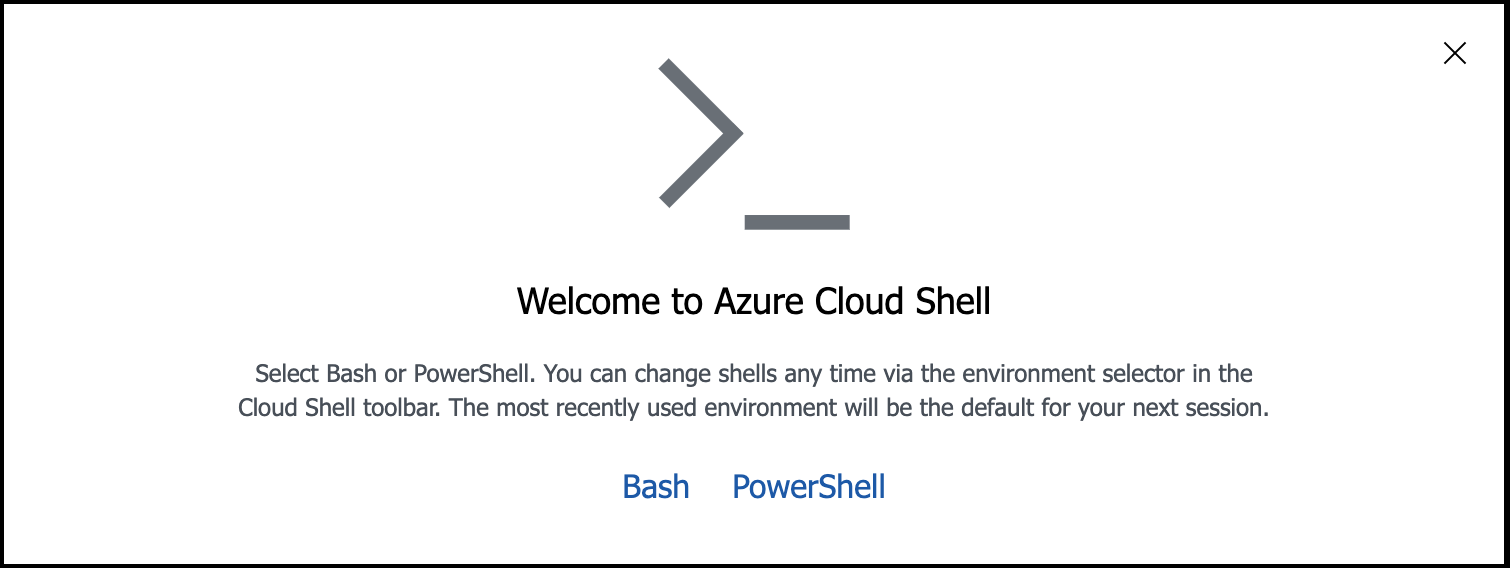 Welcome to Azure Cloud Shell
Select Bash or PowerShell. You can change shells any time via the environment selector in the
Cloud Shell toolbar. The most recently used environment will be the default for your next session.
Bash PowerShell